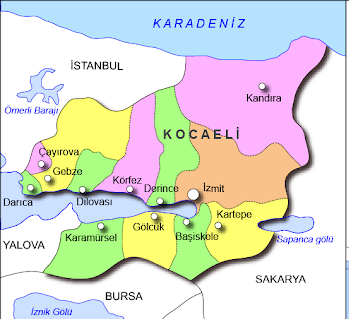 KARADENİZ
İSTANBUL
Ömerli Barajı
Kandıra
KOCAELİ
Çayırova
Gebze
Darıca
Dilovası
Körfez
Derince
İzmit
Karamürsel
Gölcük
Başiskele
Kartepe
Sapanca gölü
YALOVA
SAKARYA
BURSA
İznik Gölü